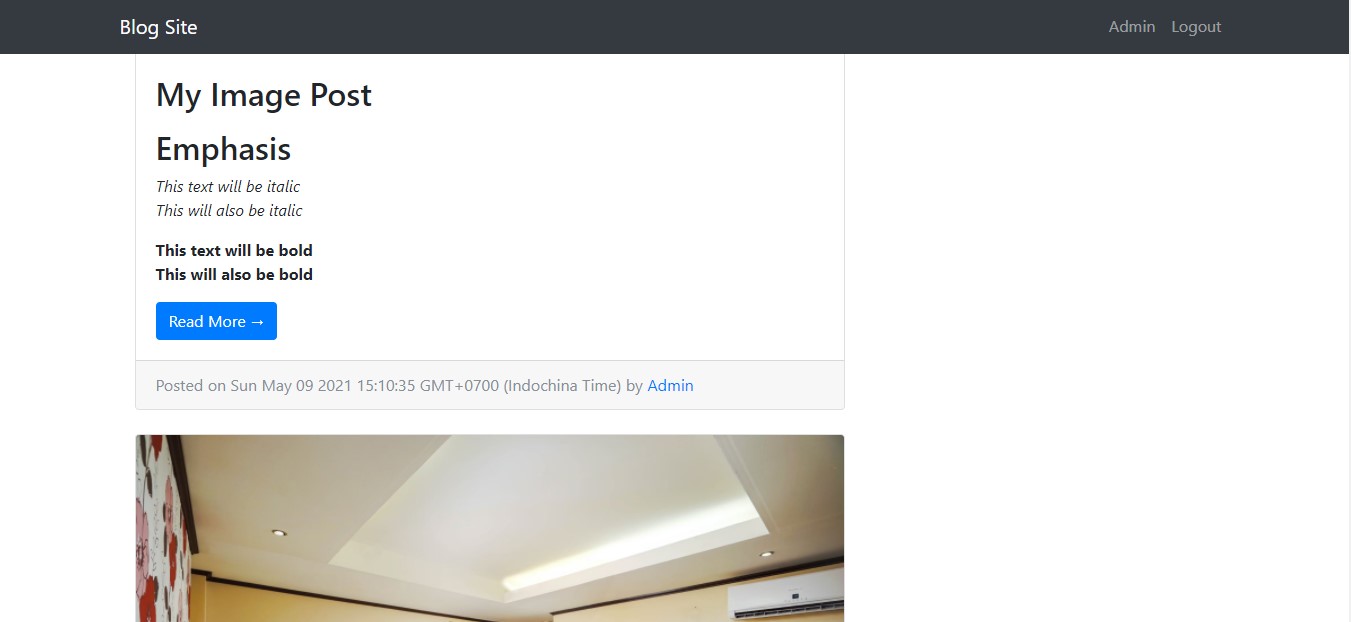 Blog Site
Admin
Logout
My Image Post
Emphasis
This text will be italic
This will also be italic
This text will be bold
This will also be bold
Read More →
Posted on Sun May 09 2021 15:10:35 GMT+0700 (Indochina Time) by Admin